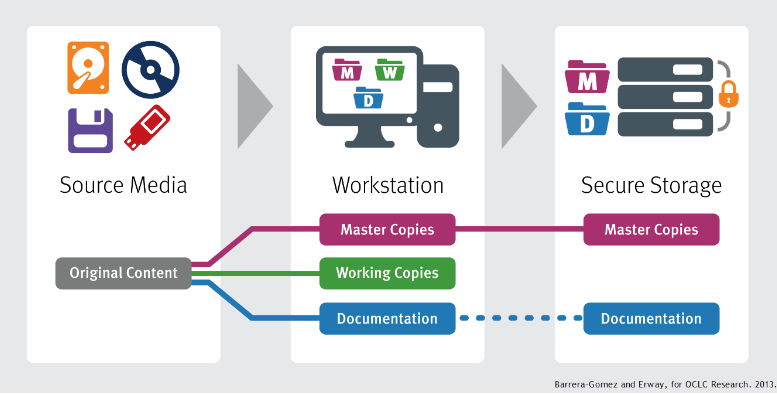 M
W
D
M
D
Source Media
Workstation
Secure Storage
Master Copies
Master Copies
Original Content
Working Copies
Documentation
Documentation
Barrera-Gomez and Erway, for OCLC Research. 2013.